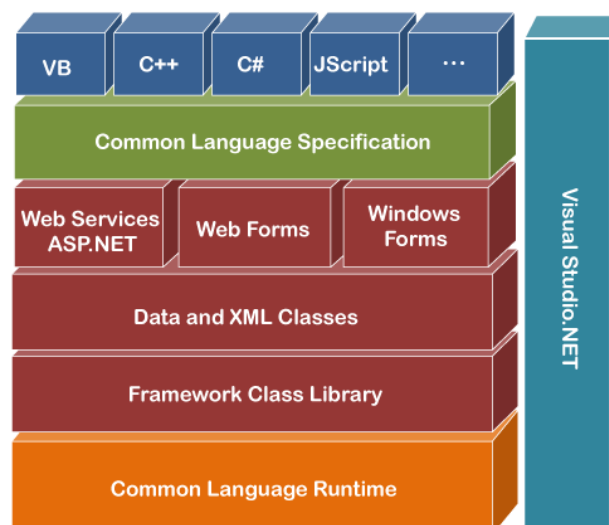 VB
C++
C#
JScript
...
Common Language Specification
Web Services
ASP.NET
Web Forms
Windows
Forms
Data and XML Classes
Framework Class Library
Common Language Runtime
Visual Studio.NET